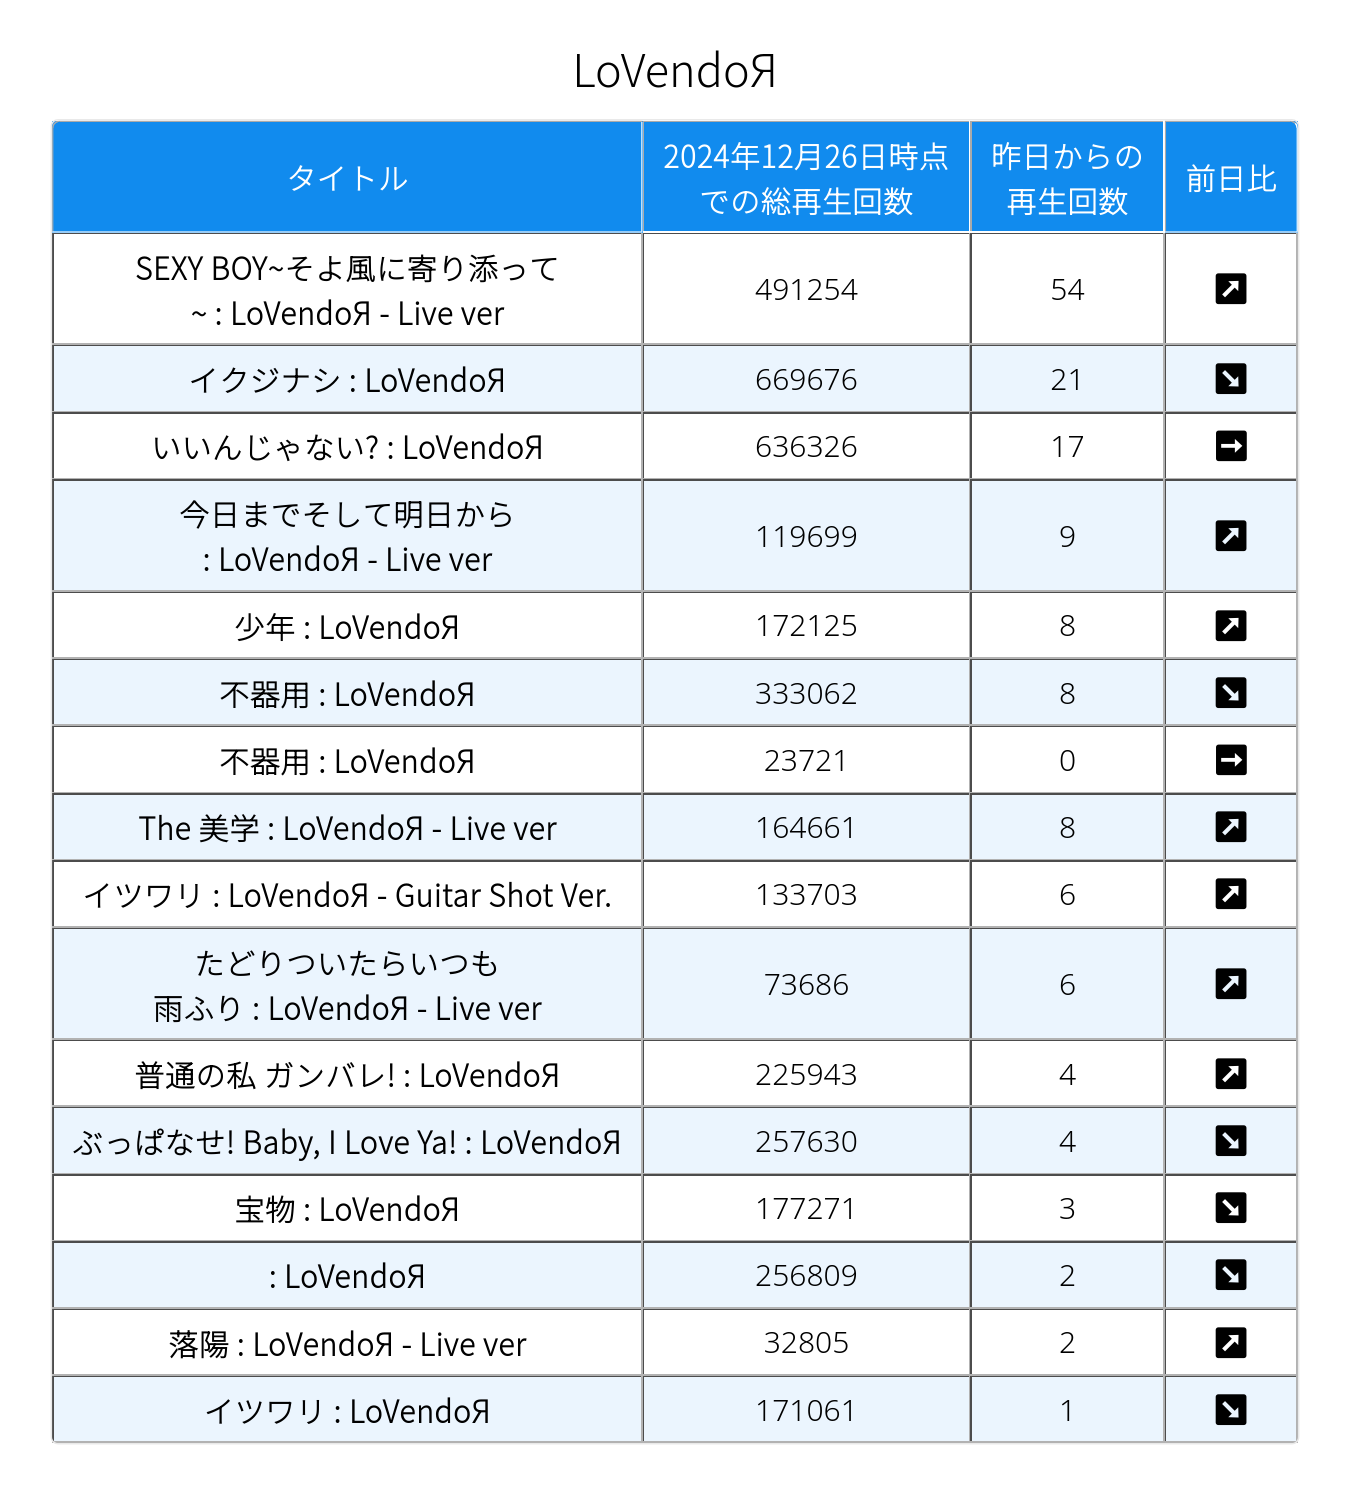 LoVendoЯ
タイトル
2024年12月26日時点
での総再生回数
昨日からの
再生回数
前日比
SEXY BOY~そよ風に寄り添って
~ : LoVendoЯ - Live ver
491254
54
イクジナシ : LoVendoЯ
669676
21
いいんじゃない? : LoVendoЯ
636326
17
今日までそして明日から
: LoVendoЯ - Live ver
119699
9
少年 : LoVendoЯ
172125
8
不器用 : LoVendoЯ
333062
8
不器用 : LoVendoЯ
23721
0
The 美学 : LoVendoЯ - Live ver
164661
8
イツワリ : LoVendoЯ - Guitar Shot Ver.
133703
6
たどりついたらいつも
雨ふり : LoVendoЯ - Live ver
73686
6
普通の私 ガンバレ! : LoVendoЯ
225943
4
ぶっぱなせ! Baby, I Love Ya! : LoVendoЯ
257630
4
宝物 : LoVendoЯ
177271
3
: LoVendoЯ
256809
2
落陽 : LoVendoЯ - Live ver
32805
2
イツワリ : LoVendoЯ
171061
1